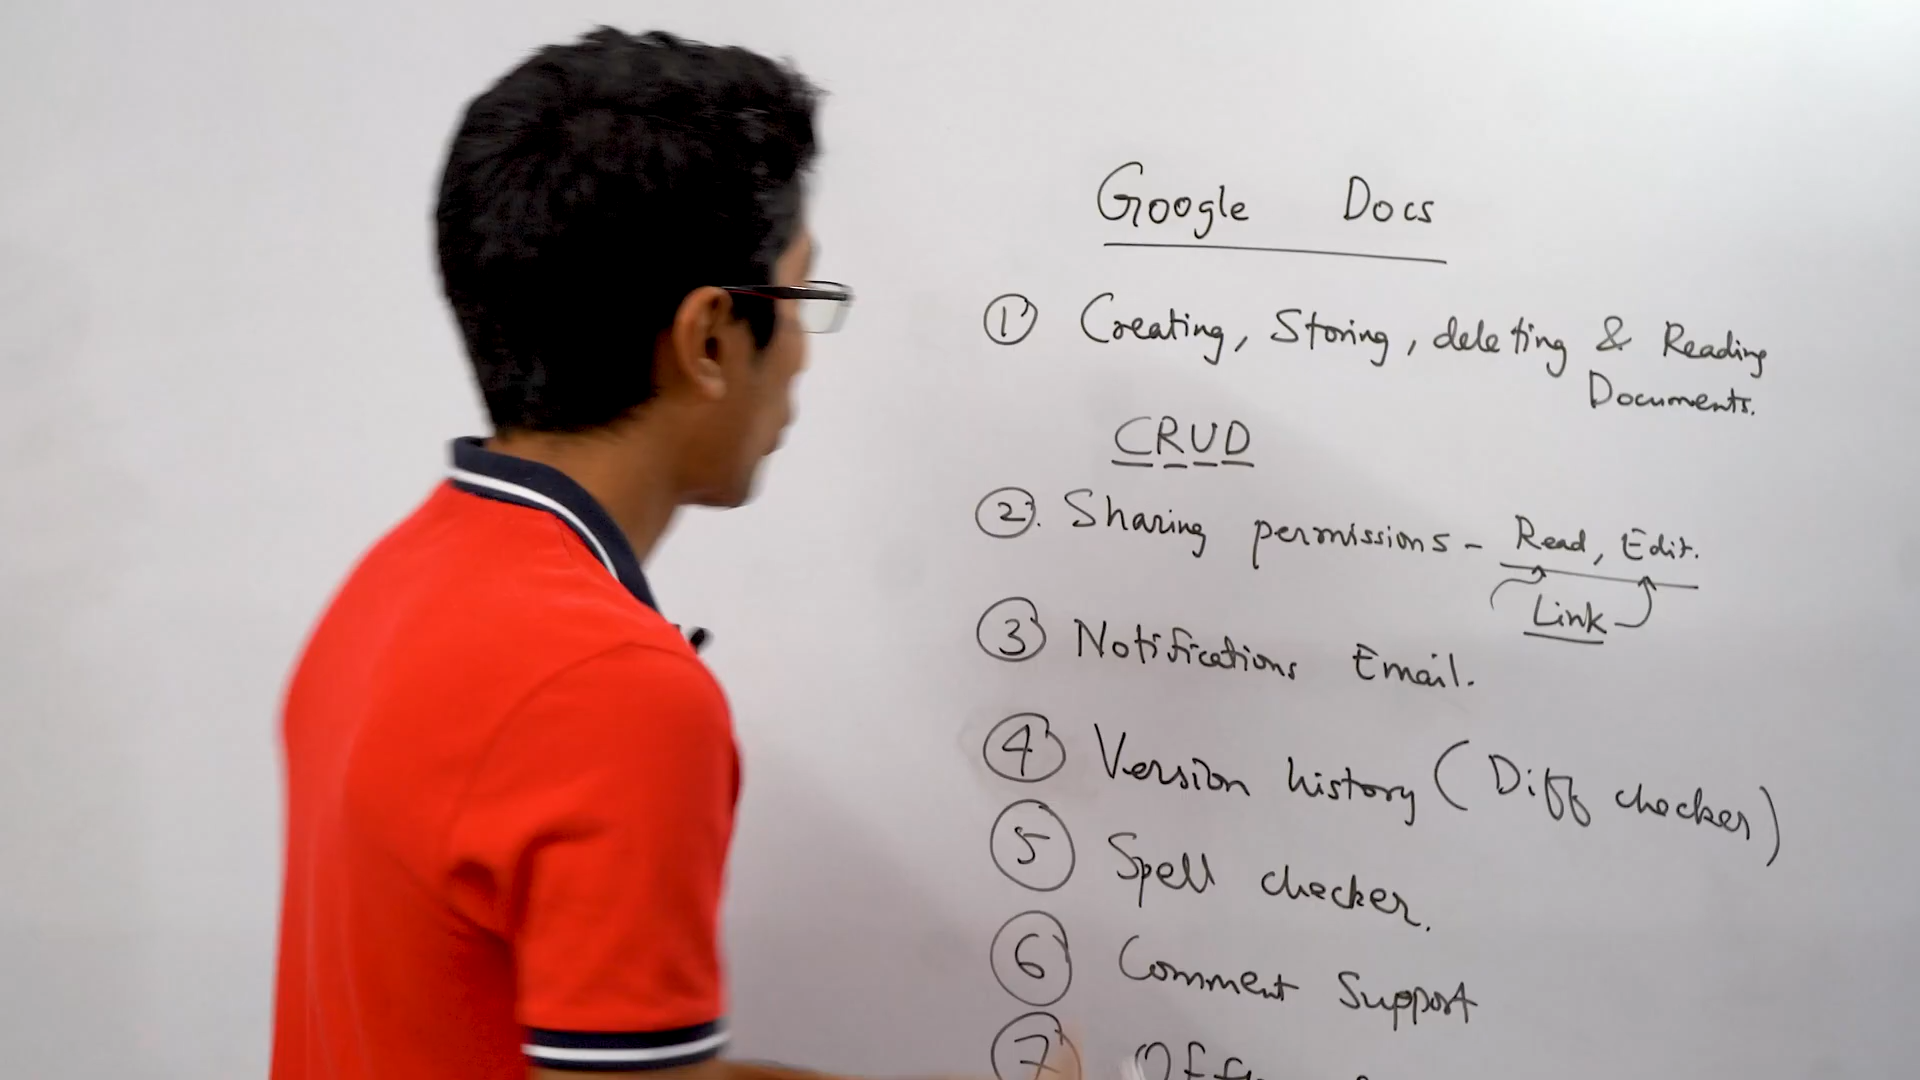 Google Docs
① Creating, Storing, deleting & Reading
Documents.
CRUD
②. Sharing permissions - Read, Edit.
Link
③ Notifications Email.
④ Version history (Diff checker)
⑤ Spell checker.
⑥ Comment Support
⑦